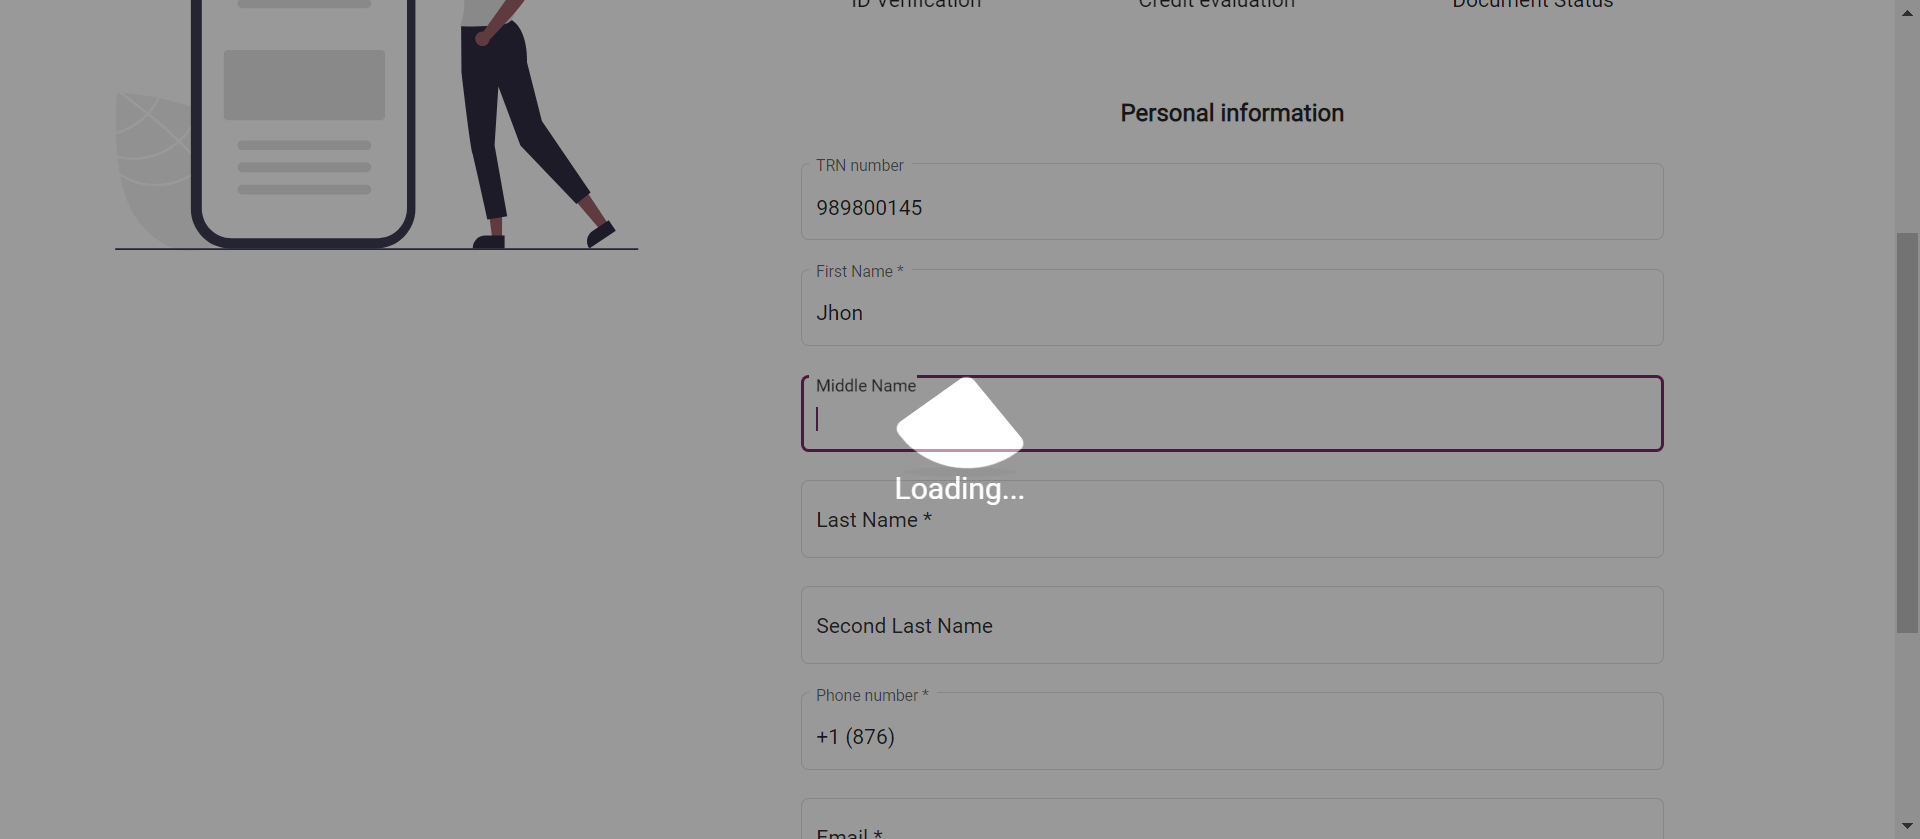 ID Verification
Credit evaluation
Document Status
Personal information
TRN number
989800145
First Name *
Jhon
Middle Name
Loading...
Last Name *
Second Last Name
Phone number *
+1 (876)
Email *